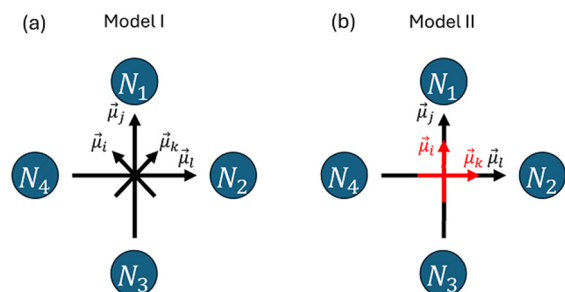 (a) Model I
(b) Model II
N₁
μ⃗ⱼ
μ⃗ᵢ
μ⃗ₖ
μ⃗ₗ
N₄
N₂
N₃
N₁
μ⃗ⱼ
μ⃗ᵢ
μ⃗ₖ
μ⃗ₗ
N₄
N₂
N₃